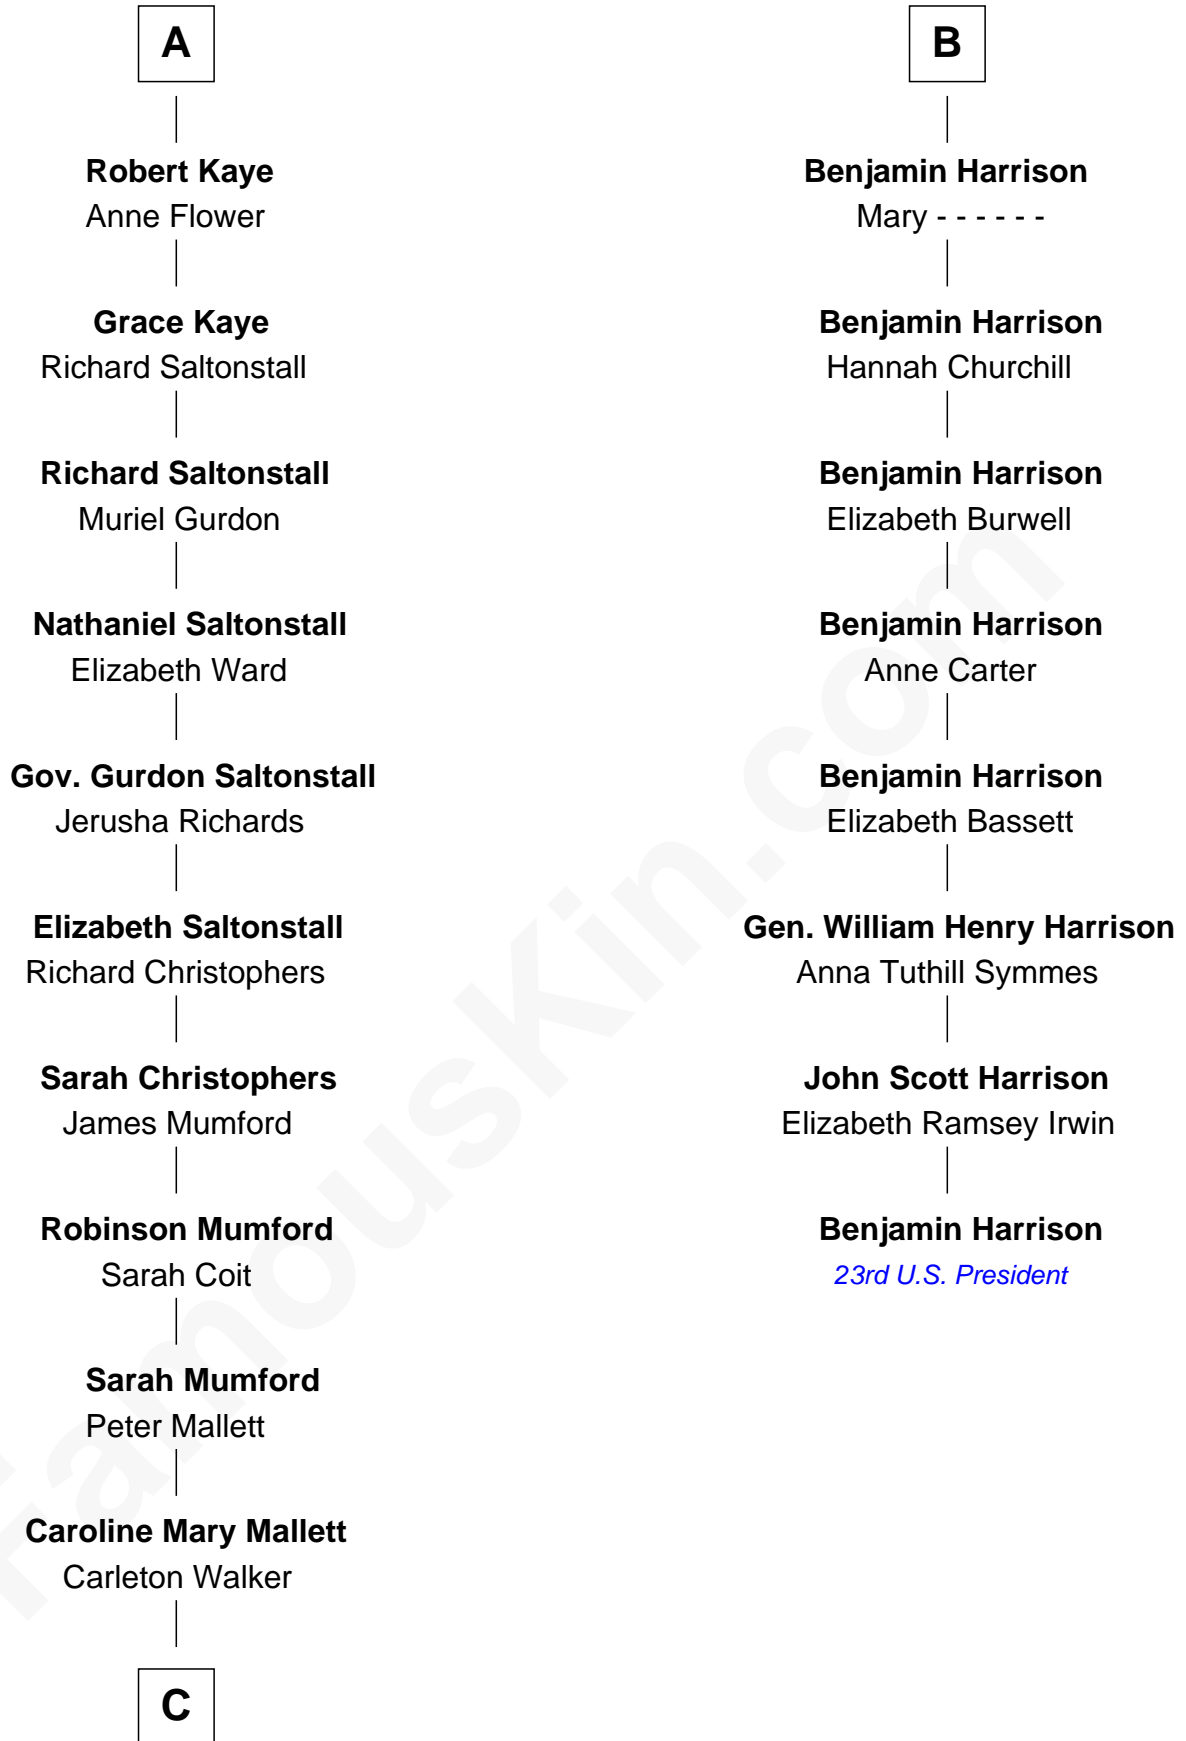 A
Robert Kaye
Anne Flower
Grace Kaye
Richard Saltonstall
Richard Saltonstall
Muriel Gurdon
Nathaniel Saltonstall
Elizabeth Ward
Gov. Gurdon Saltonstall
Jerusha Richards
Elizabeth Saltonstall
Richard Christophers
Sarah Christophers
James Mumford
Robinson Mumford
Sarah Coit
Sarah Mumford
Peter Mallett
Caroline Mary Mallett
Carleton Walker
C
B
Benjamin Harrison
Mary - - - - - -
Benjamin Harrison
Hannah Churchill
Benjamin Harrison
Elizabeth Burwell
Benjamin Harrison
Anne Carter
Benjamin Harrison
Elizabeth Bassett
Gen. William Henry Harrison
Anna Tuthill Symmes
John Scott Harrison
Elizabeth Ramsey Irwin
Benjamin Harrison
23rd U.S. President
FamousKin.com